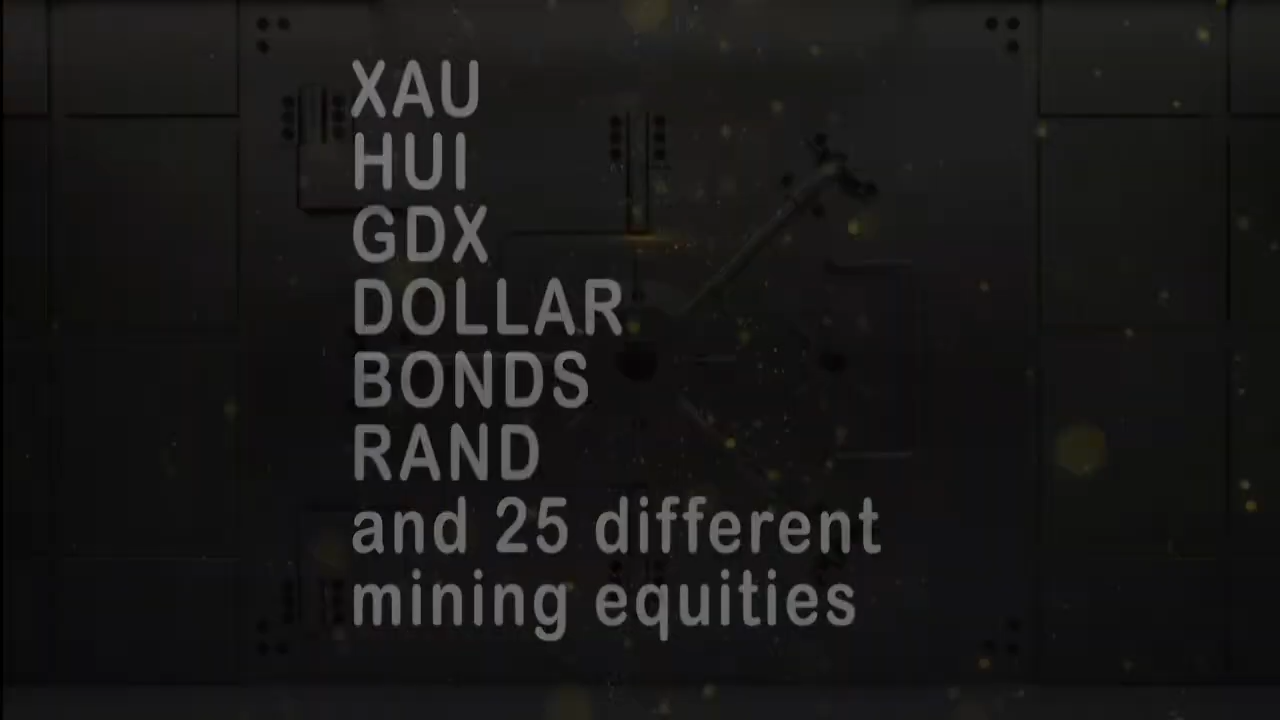 XAU
HUI
GDX
DOLLAR
BONDS
RAND
and 25 different
mining equities